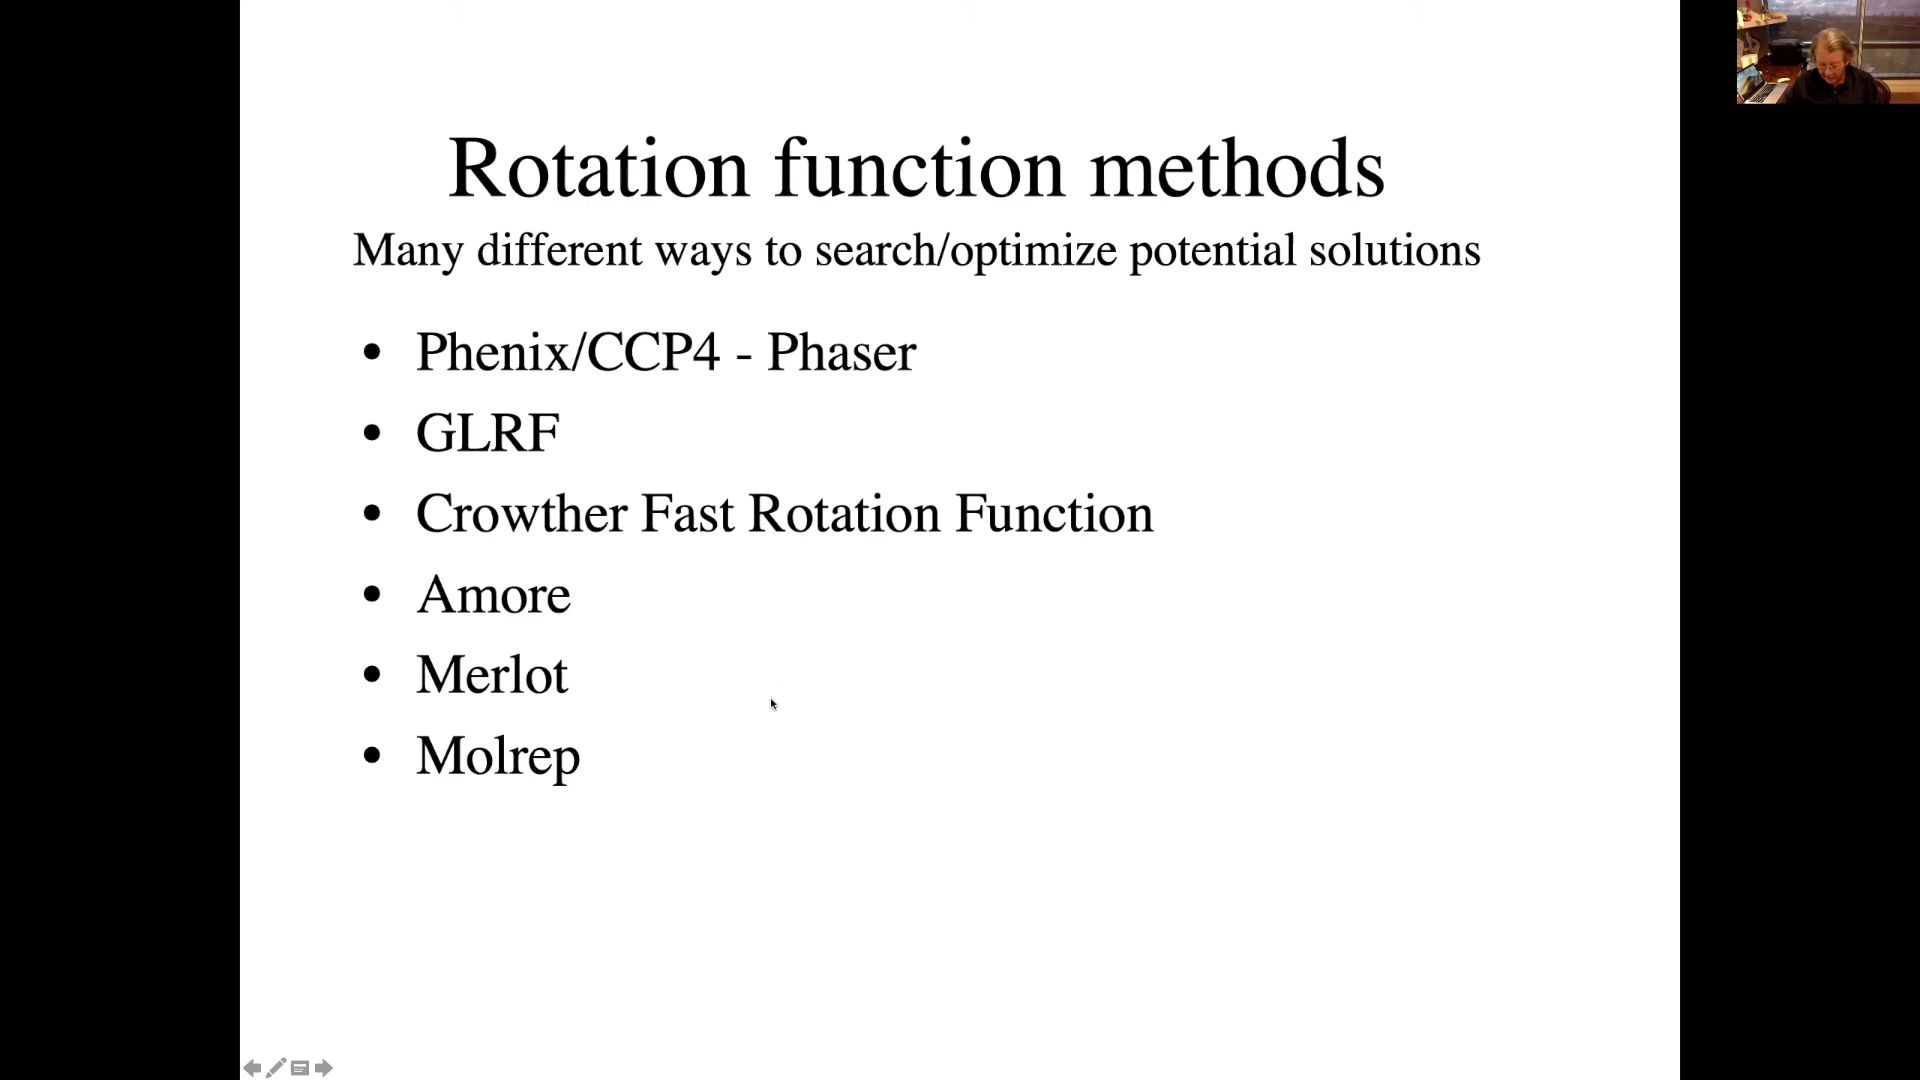 Rotation function methods
Many different ways to search/optimize potential solutions
• Phenix/CCP4 - Phaser
• GLRF
• Crowther Fast Rotation Function
• Amore
• Merlot
• Molrep